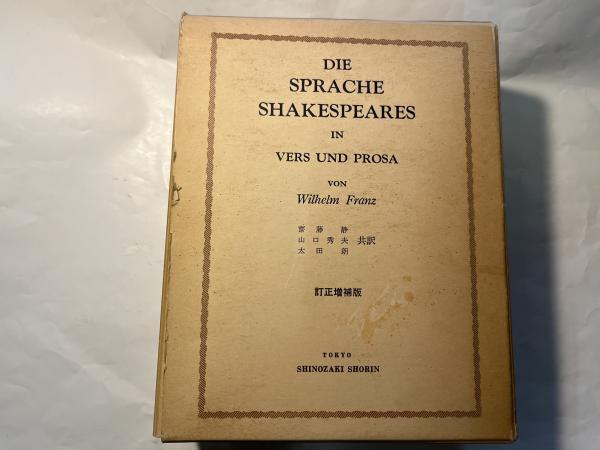 DIE
SPRACHE
SHAKESPEARES
IN
VERS UND PROSA
VON
Wilhelm Franz
齋藤静
山口秀夫 共訳
太田朗
訂正増補版
TOKYO
SHINOZAKI SHORIN